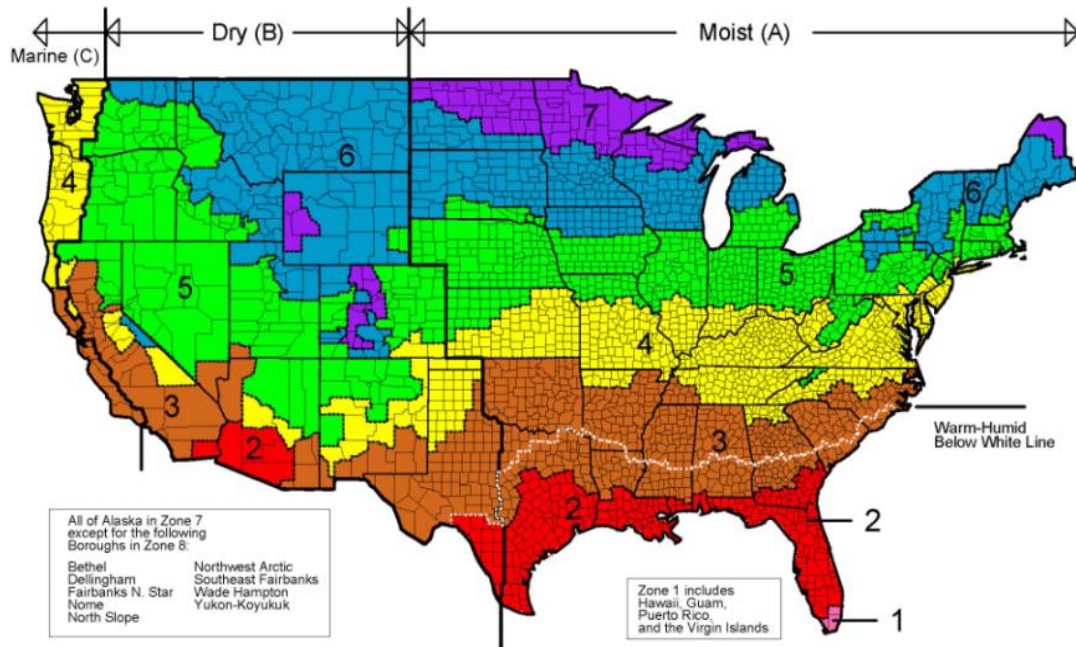 Marine (C)
Dry (B)
Moist (A)
7
6
4
6
5
5
4
3
3
2
2
Warm-Humid
Below White Line
2
1
All of Alaska in Zone 7
except for the following
Boroughs in Zone 8:
Bethel
Dellingham
Fairbanks N. Star
Nome
North Slope
Northwest Arctic
Southeast Fairbanks
Wade Hampton
Yukon-Koyukuk
Zone 1 includes
Hawaii, Guam,
Puerto Rico,
and the Virgin Islands